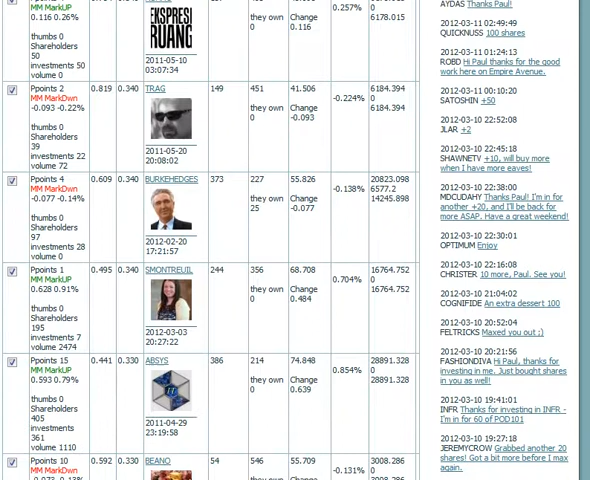 MM MarkUP
0.116 0.26%
thumbs 0
Shareholders
50
investments 50
volume 0
EKSPRESI
RUANG
2011-05-10
03:07:34
they own
0
Change
0.116
0.257%
0
6178.015
Ppoints 2
MM MarkDwn
-0.093 -0.22%
thumbs 0
Shareholders
39
investments 22
volume 72
0.819
0.340
TRAG
2011-05-20
20:08:02
149
451
they own
0
41.506
Change
-0.093
-0.224%
6184.394
0
6184.394
Ppoints 4
MM MarkDwn
-0.077 -0.14%
thumbs 0
Shareholders
97
investments 28
volume 0
0.609
0.340
BURKEHEDGES
2012-02-20
17:21:57
373
227
they own
25
55.826
Change
-0.077
-0.138%
20823.098
6577.2
14245.898
Ppoints 1
MM MarkUP
0.628 0.91%
thumbs 0
Shareholders
195
investments 7
volume 2474
0.495
0.340
SMONTREUIL
2012-03-03
20:27:22
244
356
they own
0
68.708
Change
0.484
0.704%
16764.752
0
16764.752
Ppoints 15
MM MarkUP
0.593 0.79%
thumbs 0
Shareholders
405
investments
361
volume 1110
0.441
0.330
ABSYS
2011-04-29
23:19:58
386
214
they own
0
74.848
Change
0.639
0.854%
28891.328
0
28891.328
Ppoints 10
MM MarkDwn
0.592
0.330
BEANO
54
546
they own
55.709
Change
-0.131%
3008.286
0
AYDAS Thanks Paul!
2012-03-11 02:49:49
QUICKNUSS 100 shares
2012-03-11 01:24:13
ROBD Hi Paul thanks for the good
work here on Empire Avenue.
2012-03-11 00:10:20
SATOSHIN +50
2012-03-10 22:52:08
JLAR +2
2012-03-10 22:45:18
SHAWNETV +10, will buy more
when I have more eaves!
2012-03-10 22:38:00
MDCUDAHY Thanks Paul! I'm in for
another +20, and I'll be back for
more ASAP. Have a great weekend!
2012-03-10 22:30:01
OPTIMUM Enjoy
2012-03-10 22:16:08
CHRISTER 10 more, Paul. See you!
2012-03-10 21:04:02
COGNIFIDE An extra dessert 100
2012-03-10 20:52:04
FELTRICKS Maxed you out ;)
2012-03-10 20:21:56
FASHIONDIVA Hi Paul, thanks for
investing in me. Just bought shares
in you as well!
2012-03-10 19:41:01
INFR Thanks for investing in INFR -
I'm in for 60 of POD101
2012-03-10 19:27:18
JEREMYCROW Grabbed another 20
shares! Got a bit more before I max
again.